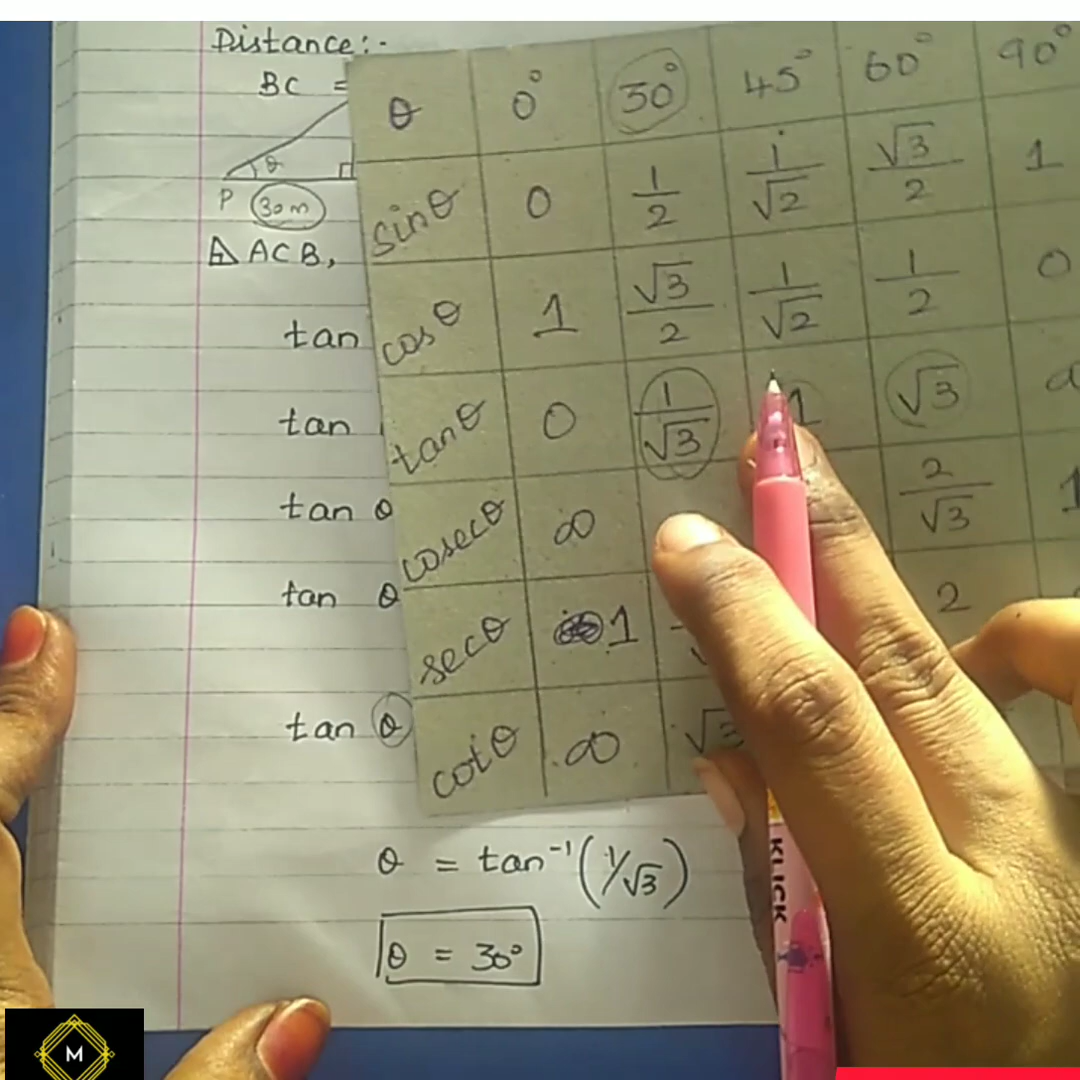 Distance:-
BC =
θ
P 30m
ACB,
tan
tan
tan θ
tan θ
tan θ
θ = tan⁻¹(1/√3)
θ = 30°
θ 0° 30° 45° 60° 90°
sinθ 0 1/2 1/√2 √3/2 1
cosθ 1 √3/2 1/√2 1/2 0
tanθ 0 1/√3 1 √3
cosecθ ∞ 2/√3 1
secθ 1 2
cotθ ∞ √3
KLICK
M